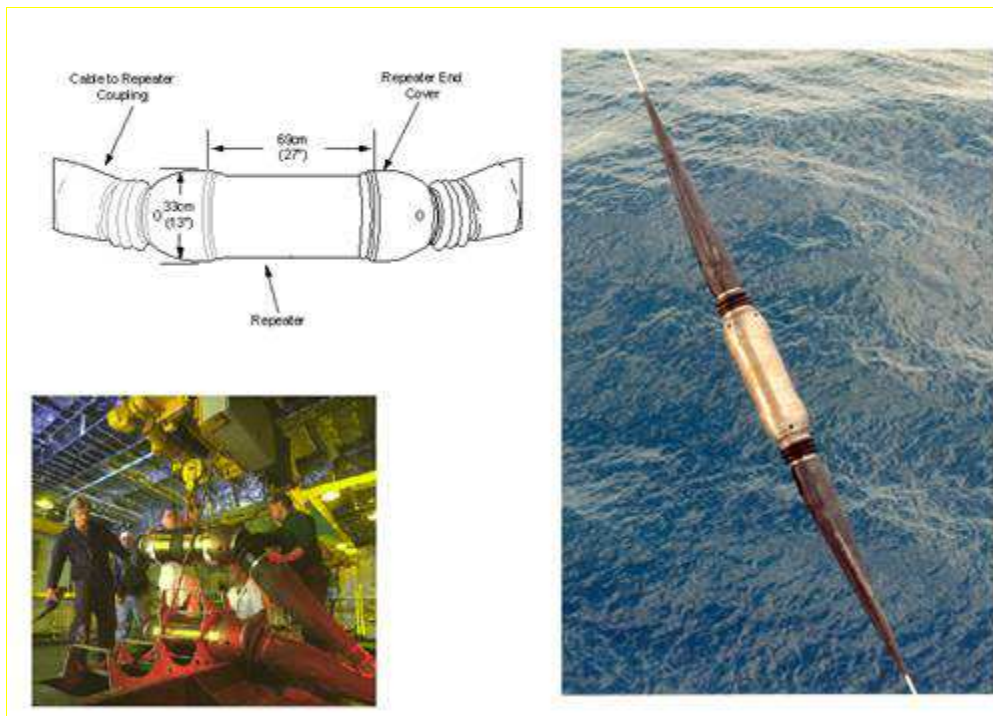 Cable to Repeater
Coupling
Repeater End
Cover
69cm
(27")
33cm
(13")
Repeater